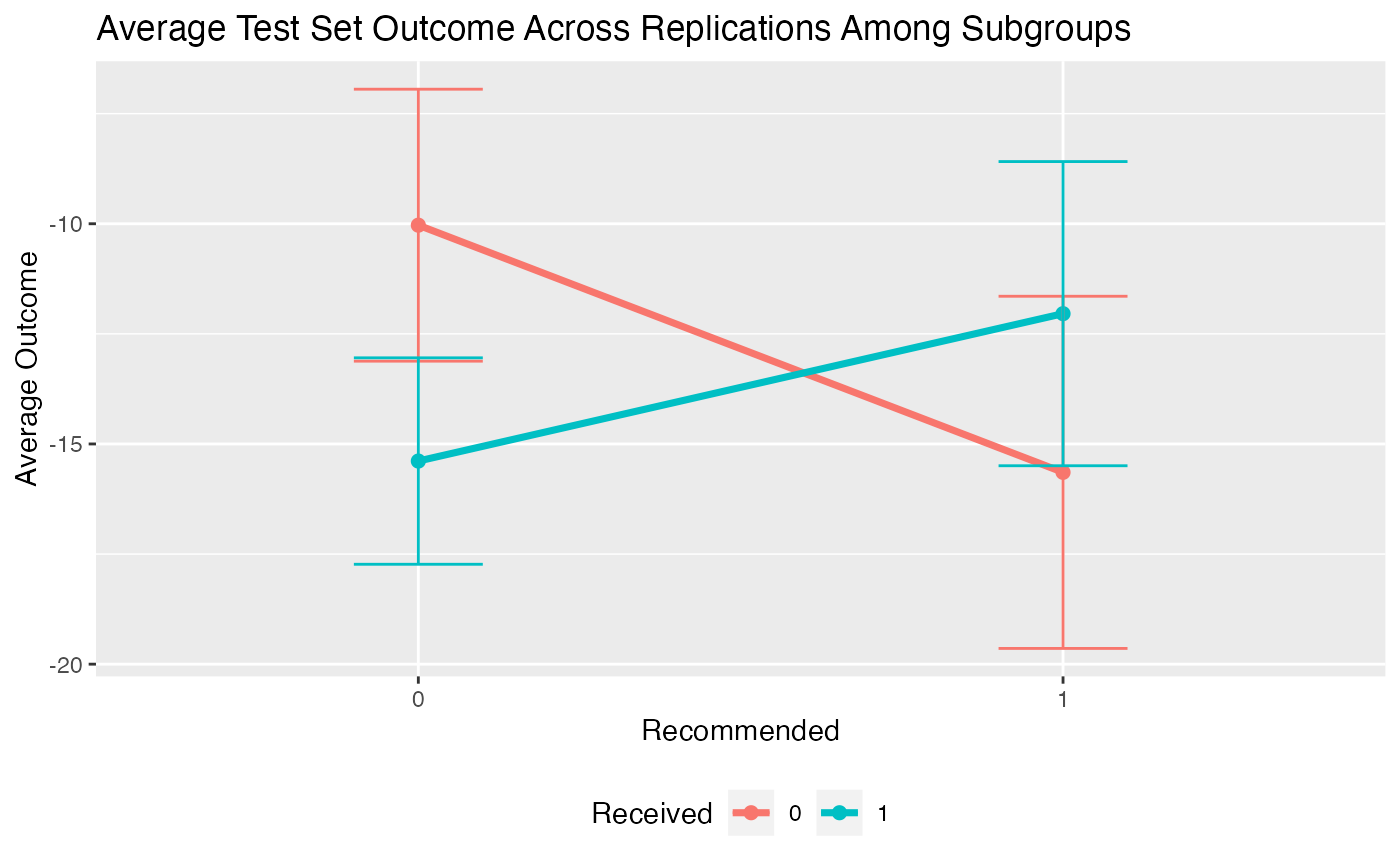 Average Test Set Outcome Across Replications Among Subgroups
Average Outcome
-10
-15
-20
0 1
Recommended
Received 0 1